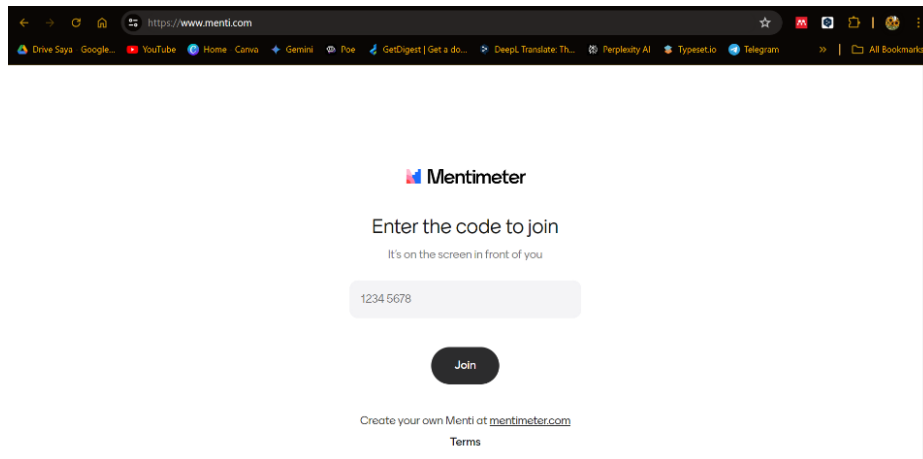 https://www.menti.com
Drive Saya Google... YouTube Home Canva Gemini Poe GetDigest | Get a do... DeepL Translate: Th... Perplexity AI Typeset.io Telegram » All Bookmarks
Mentimeter
Enter the code to join
It's on the screen in front of you
1234 5678
Join
Create your own Menti at mentimeter.com
Terms